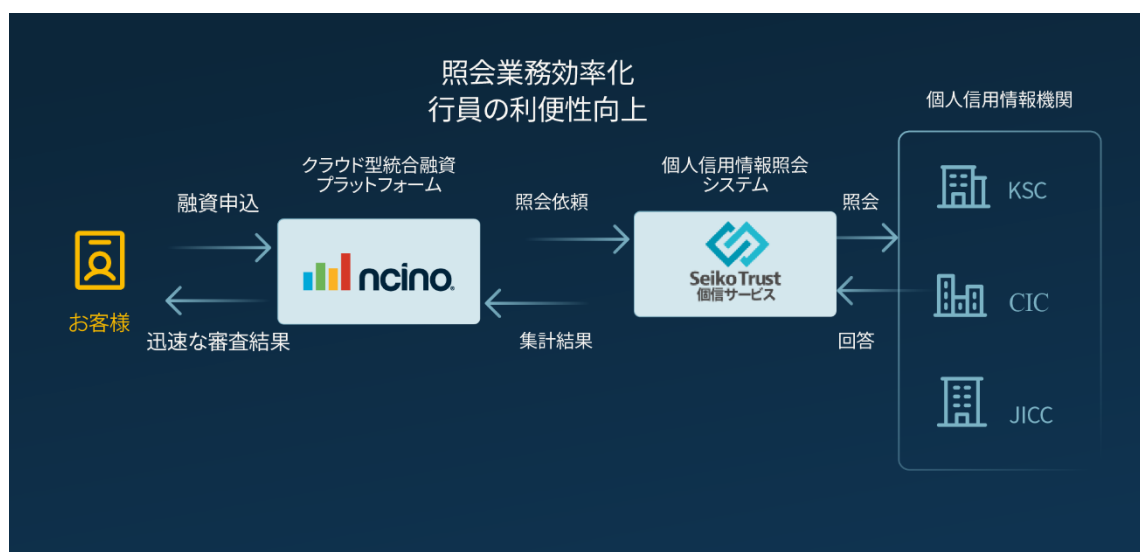 照会業務効率化
行員の利便性向上
個人信用情報機関
クラウド型統合融資
プラットフォーム
個人信用情報照会
システム
融資申込
照会依頼
照会
KSC
ncino.
Seiko Trust
個信サービス
CIC
お客様
迅速な審査結果
集計結果
回答
JICC